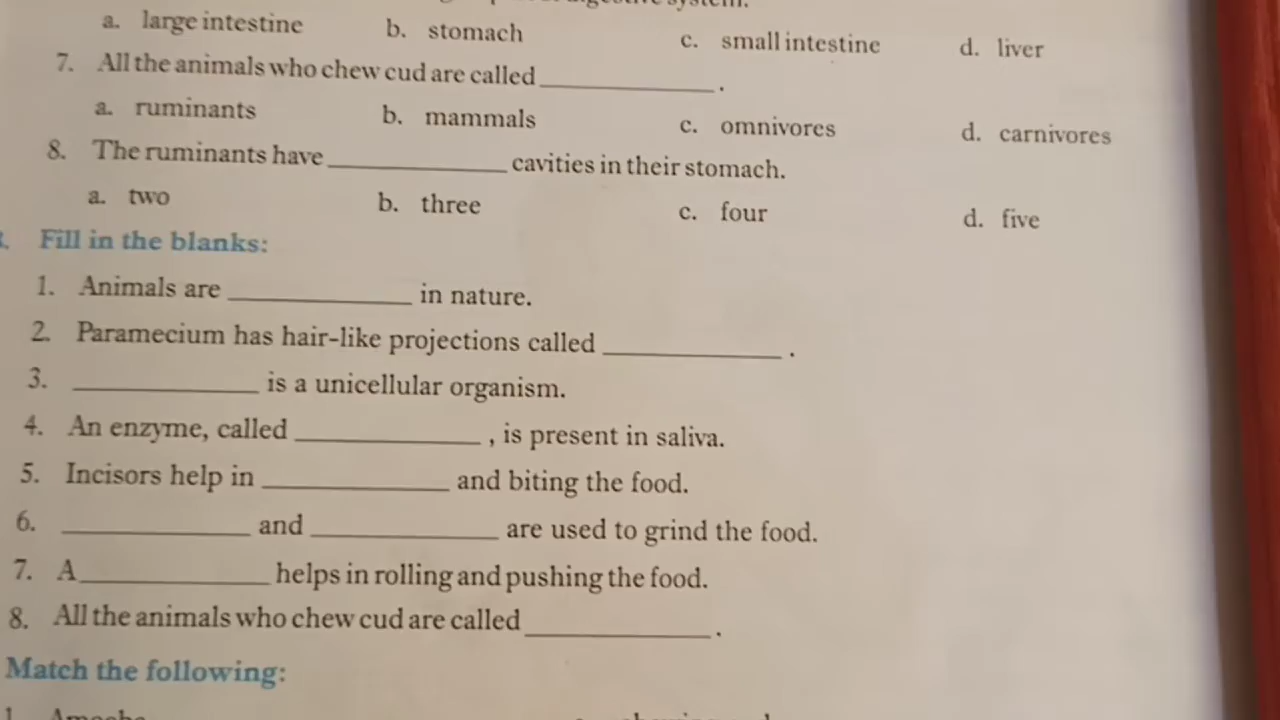 digestive system.
a. large intestine b. stomach c. small intestine d. liver
7. All the animals who chew cud are called ____________ .
a. ruminants b. mammals c. omnivores d. carnivores
8. The ruminants have ____________ cavities in their stomach.
a. two b. three c. four d. five
Fill in the blanks:
1. Animals are ____________ in nature.
2. Paramecium has hair-like projections called ____________ .
3. ____________ is a unicellular organism.
4. An enzyme, called ____________ , is present in saliva.
5. Incisors help in ____________ and biting the food.
6. ____________ and ____________ are used to grind the food.
7. A ____________ helps in rolling and pushing the food.
8. All the animals who chew cud are called ____________ .
Match the following:
1. Amoeba